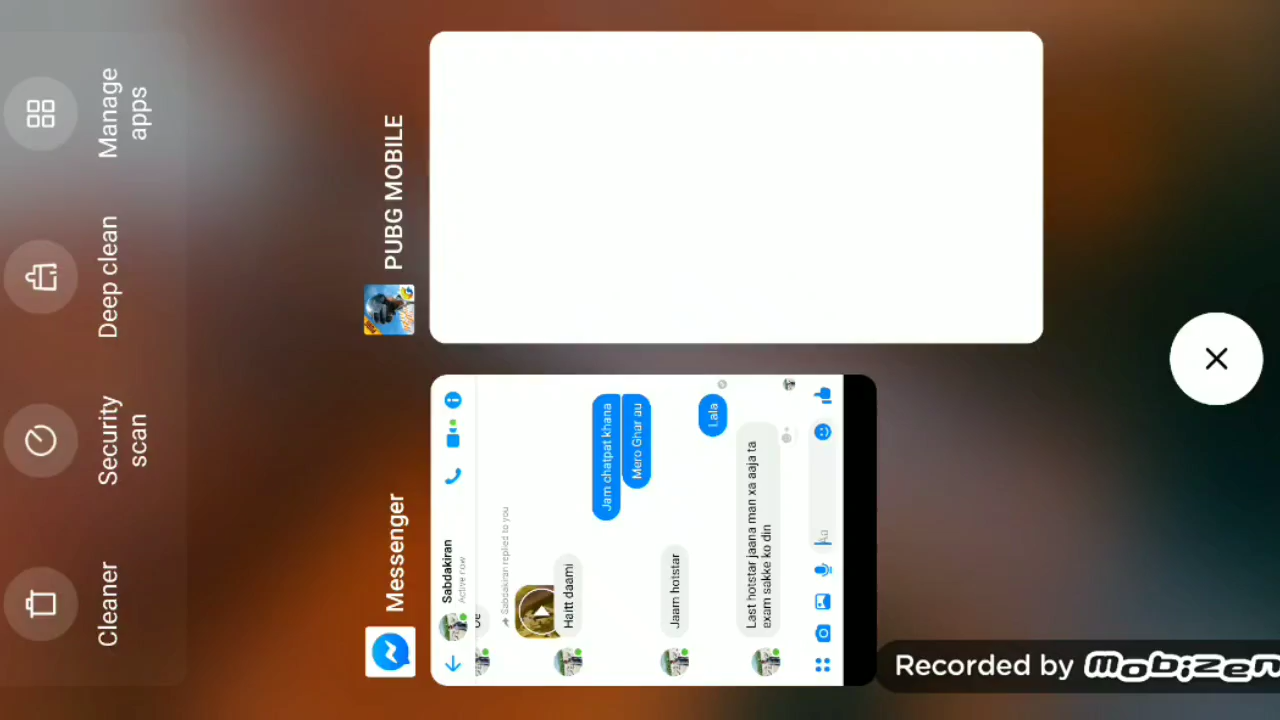 Cleaner
Security
scan
Deep clean
Manage
apps
Messenger
Sabdakiran
Active now
Sabdakiran replied to you
Haitt daami
Jam chatpat khana
Mero Ghar au
Jaam hotstar
Lala
Last hotstar jaana man xa aaja ta
exam sakke ko din
Aa
PUBG MOBILE
Recorded by mobizen